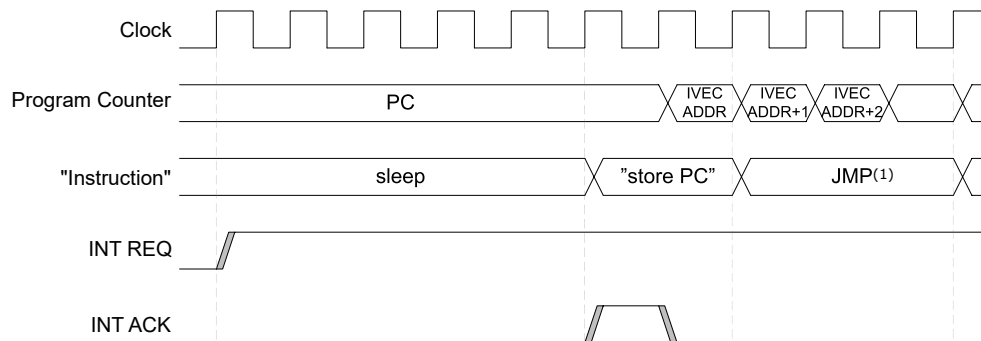 Clock
Program Counter
PC
IVEC
ADDR
IVEC
ADDR+1
IVEC
ADDR+2
"Instruction"
sleep
”store PC”
JMP(1)
INT REQ
INT ACK